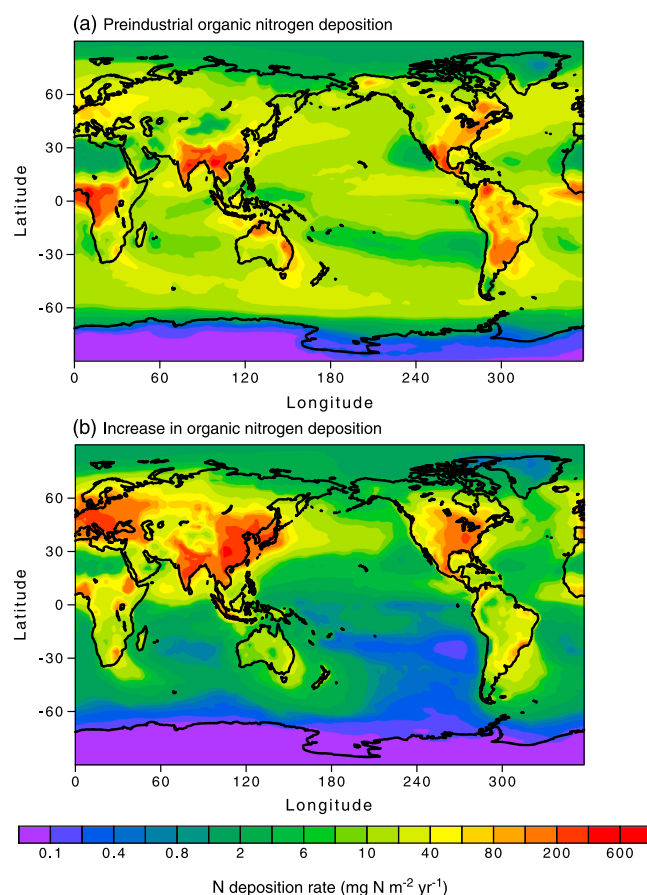 (a) Preindustrial organic nitrogen deposition
60
30
0
-30
-60
Latitude
0 60 120 180 240 300
Longitude
(b) Increase in organic nitrogen deposition
60
30
0
-30
-60
Latitude
0 60 120 180 240 300
Longitude
0.1 0.4 0.8 2 6 10 40 80 200 600
N deposition rate (mg N m⁻² yr⁻¹)